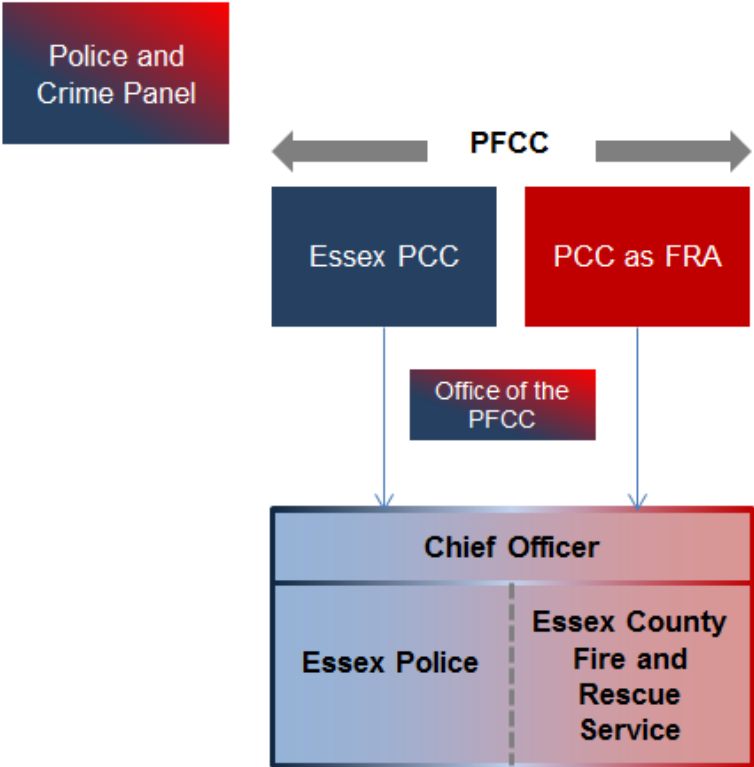 Police and
Crime Panel
PFCC
Essex PCC
PCC as FRA
Office of the
PFCC
Chief Officer
Essex Police
Essex County
Fire and
Rescue
Service